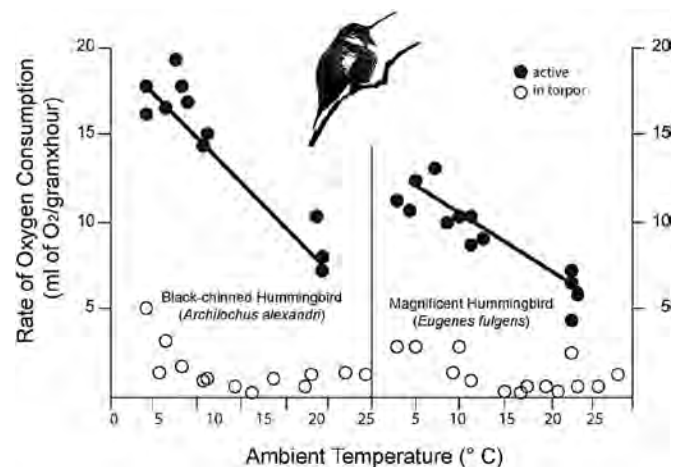 20
15
10
5
20
15
10
5
active
in torpor
Rate of Oxygen Consumption
(ml of O₂/gramxhour)
Black-chinned Hummingbird
(Archilochus alexandri)
Magnificent Hummingbird
(Eugenes fulgens)
0 5 10 15 20 25
5 10 15 20 25
Ambient Temperature (° C)